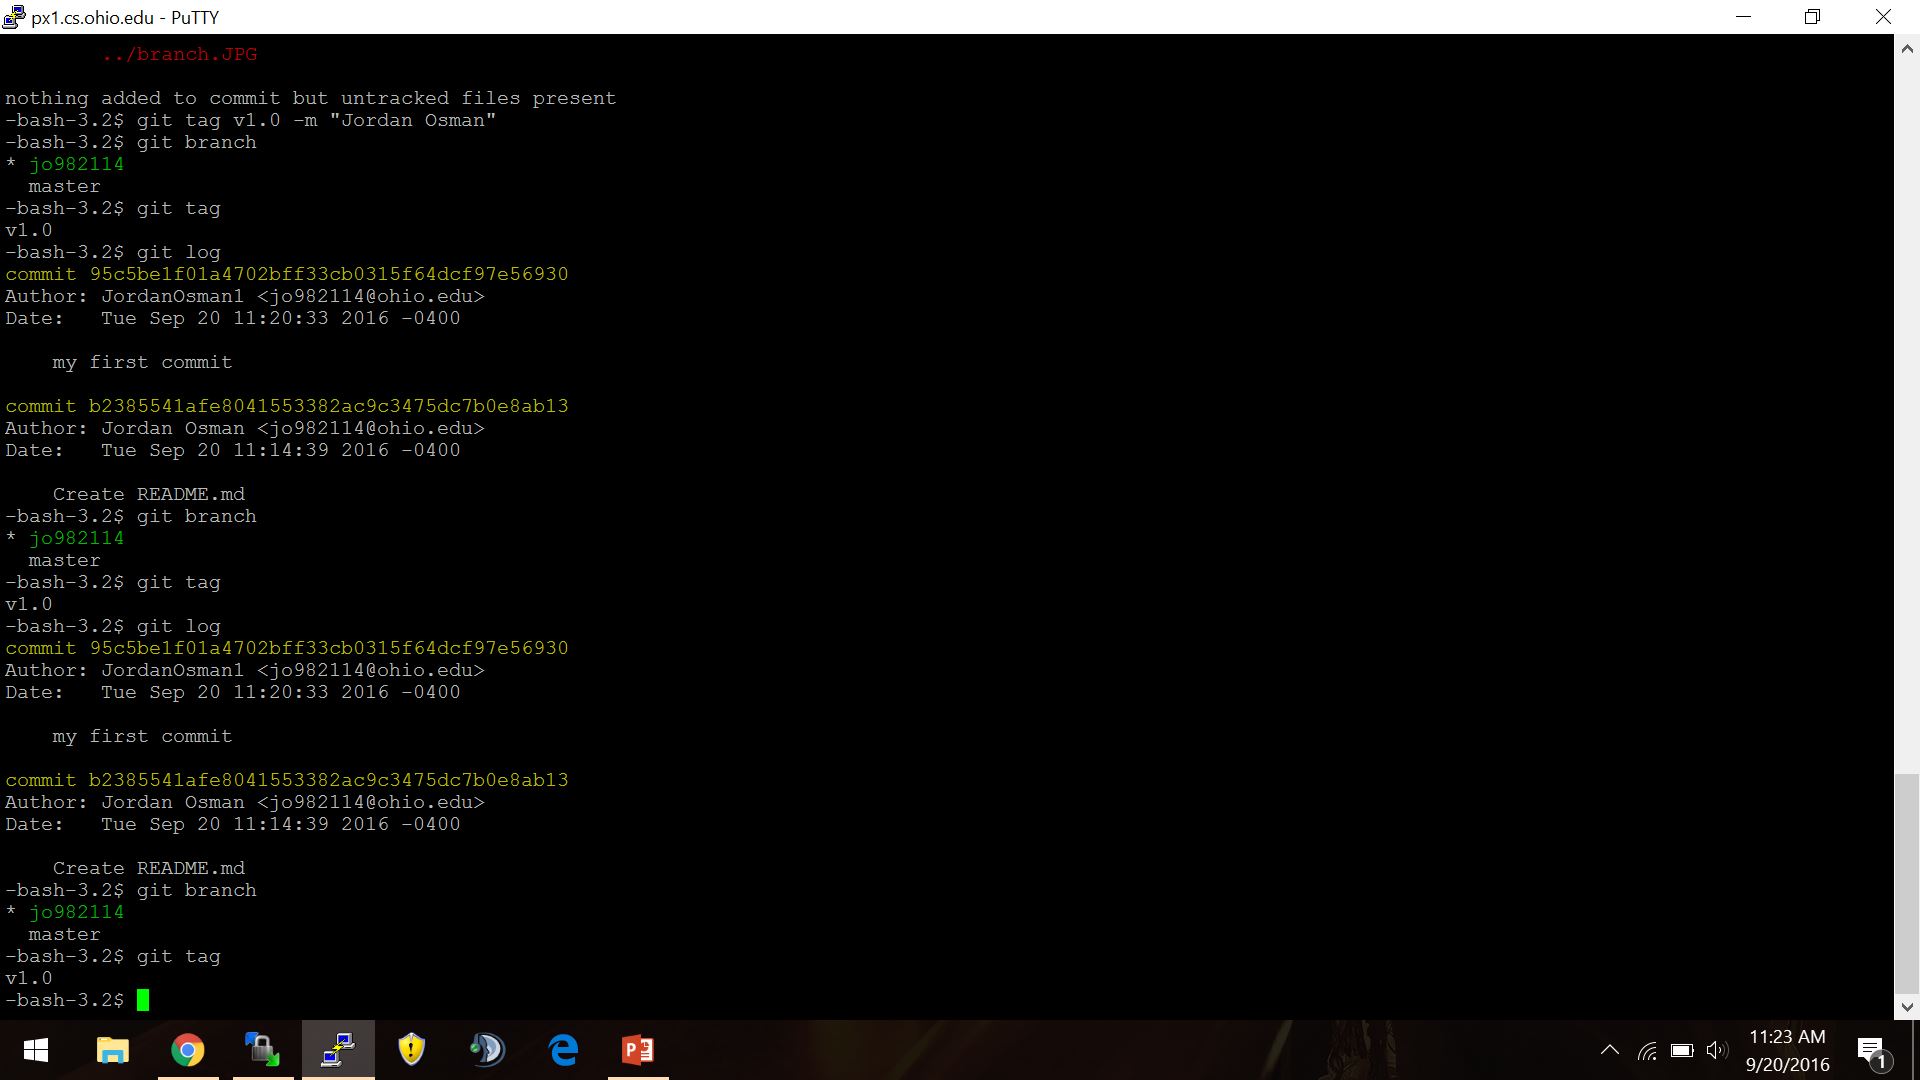 px1.cs.ohio.edu - PuTTY
../branch.JPG
nothing added to commit but untracked files present
-bash-3.2$ git tag v1.0 -m "Jordan Osman"
-bash-3.2$ git branch
* jo982114
master
-bash-3.2$ git tag
v1.0
-bash-3.2$ git log
commit 95c5be1f01a4702bff33cb0315f64dcf97e56930
Author: JordanOsman1 <jo982114@ohio.edu>
Date:   Tue Sep 20 11:20:33 2016 -0400
my first commit
commit b2385541afe8041553382ac9c3475dc7b0e8ab13
Author: Jordan Osman <jo982114@ohio.edu>
Date:   Tue Sep 20 11:14:39 2016 -0400
Create README.md
-bash-3.2$ git branch
* jo982114
master
-bash-3.2$ git tag
v1.0
-bash-3.2$ git log
commit 95c5be1f01a4702bff33cb0315f64dcf97e56930
Author: JordanOsman1 <jo982114@ohio.edu>
Date:   Tue Sep 20 11:20:33 2016 -0400
my first commit
commit b2385541afe8041553382ac9c3475dc7b0e8ab13
Author: Jordan Osman <jo982114@ohio.edu>
Date:   Tue Sep 20 11:14:39 2016 -0400
Create README.md
-bash-3.2$ git branch
* jo982114
master
-bash-3.2$ git tag
v1.0
-bash-3.2$
11:23 AM
9/20/2016
1